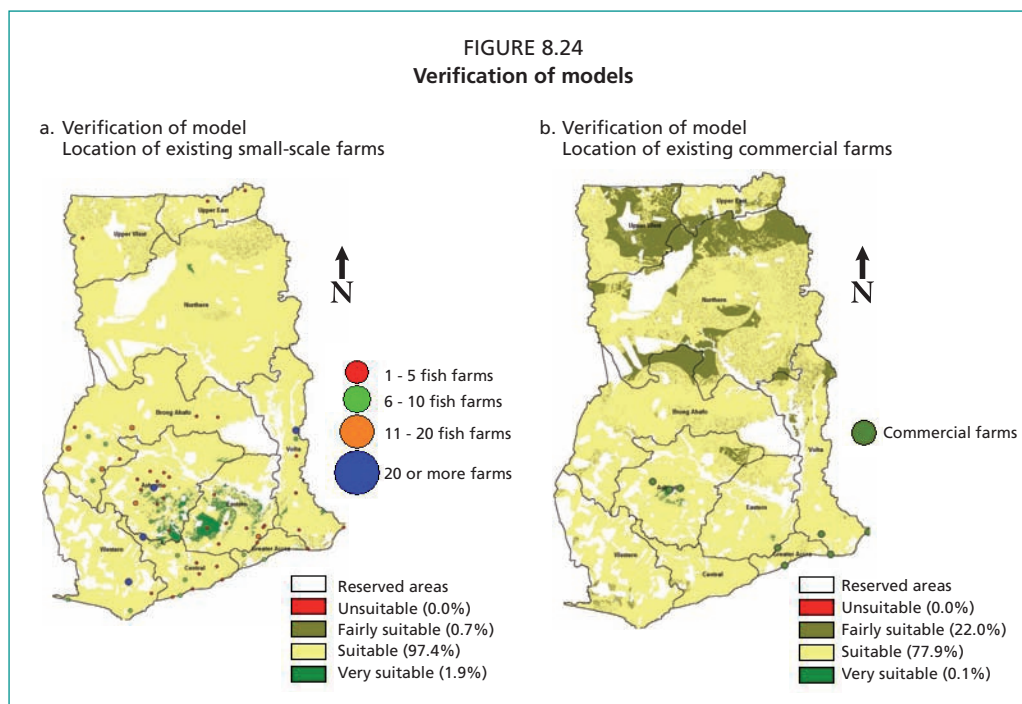 FIGURE 8.24
Verification of models
a. Verification of model
Location of existing small-scale farms
Upper East
Upper West
Northern
Brong Ahafo
Volta
Ashanti
Eastern
Western
Central
Greater Accra
N
1 - 5 fish farms
6 - 10 fish farms
11 - 20 fish farms
20 or more farms
Reserved areas
Unsuitable (0.0%)
Fairly suitable (0.7%)
Suitable (97.4%)
Very suitable (1.9%)
b. Verification of model
Location of existing commercial farms
Upper East
Upper West
Northern
Brong Ahafo
Volta
Eastern
Western
Central
Greater Accra
N
Commercial farms
Reserved areas
Unsuitable (0.0%)
Fairly suitable (22.0%)
Suitable (77.9%)
Very suitable (0.1%)